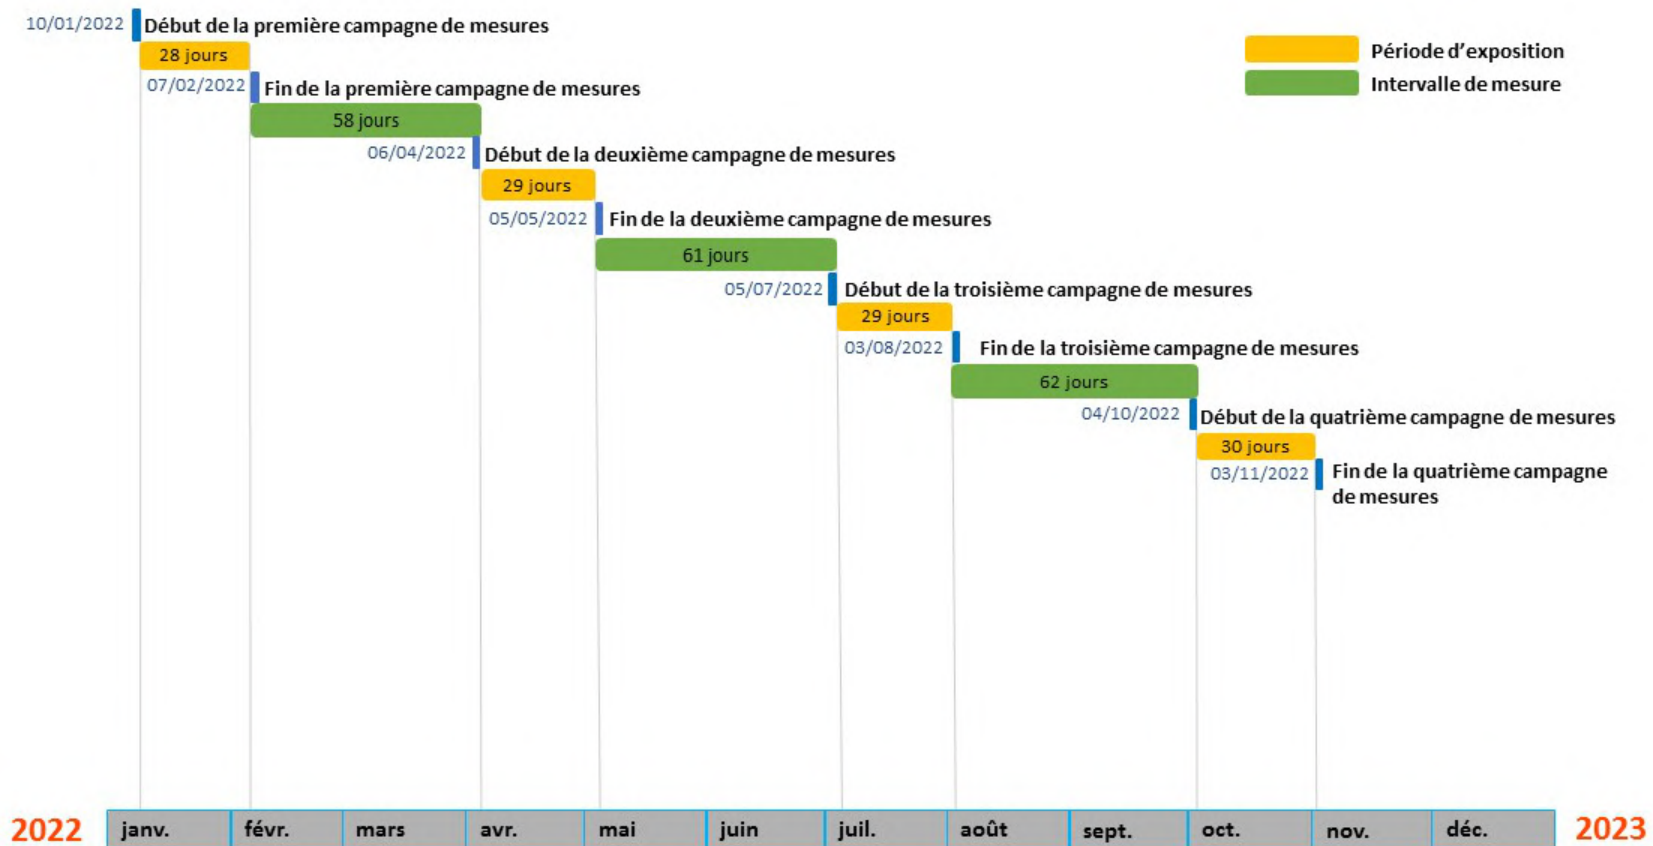 10/01/2022 Début de la première campagne de mesures
28 jours
Période d'exposition
07/02/2022 Fin de la première campagne de mesures
Intervalle de mesure
58 jours
06/04/2022 Début de la deuxième campagne de mesures
29 jours
05/05/2022 Fin de la deuxième campagne de mesures
61 jours
05/07/2022 Début de la troisième campagne de mesures
29 jours
03/08/2022 Fin de la troisième campagne de mesures
62 jours
04/10/2022 Début de la quatrième campagne de mesures
30 jours
03/11/2022 Fin de la quatrième campagne
de mesures
2022 janv. févr. mars avr. mai juin juil. août sept. oct. nov. déc. 2023